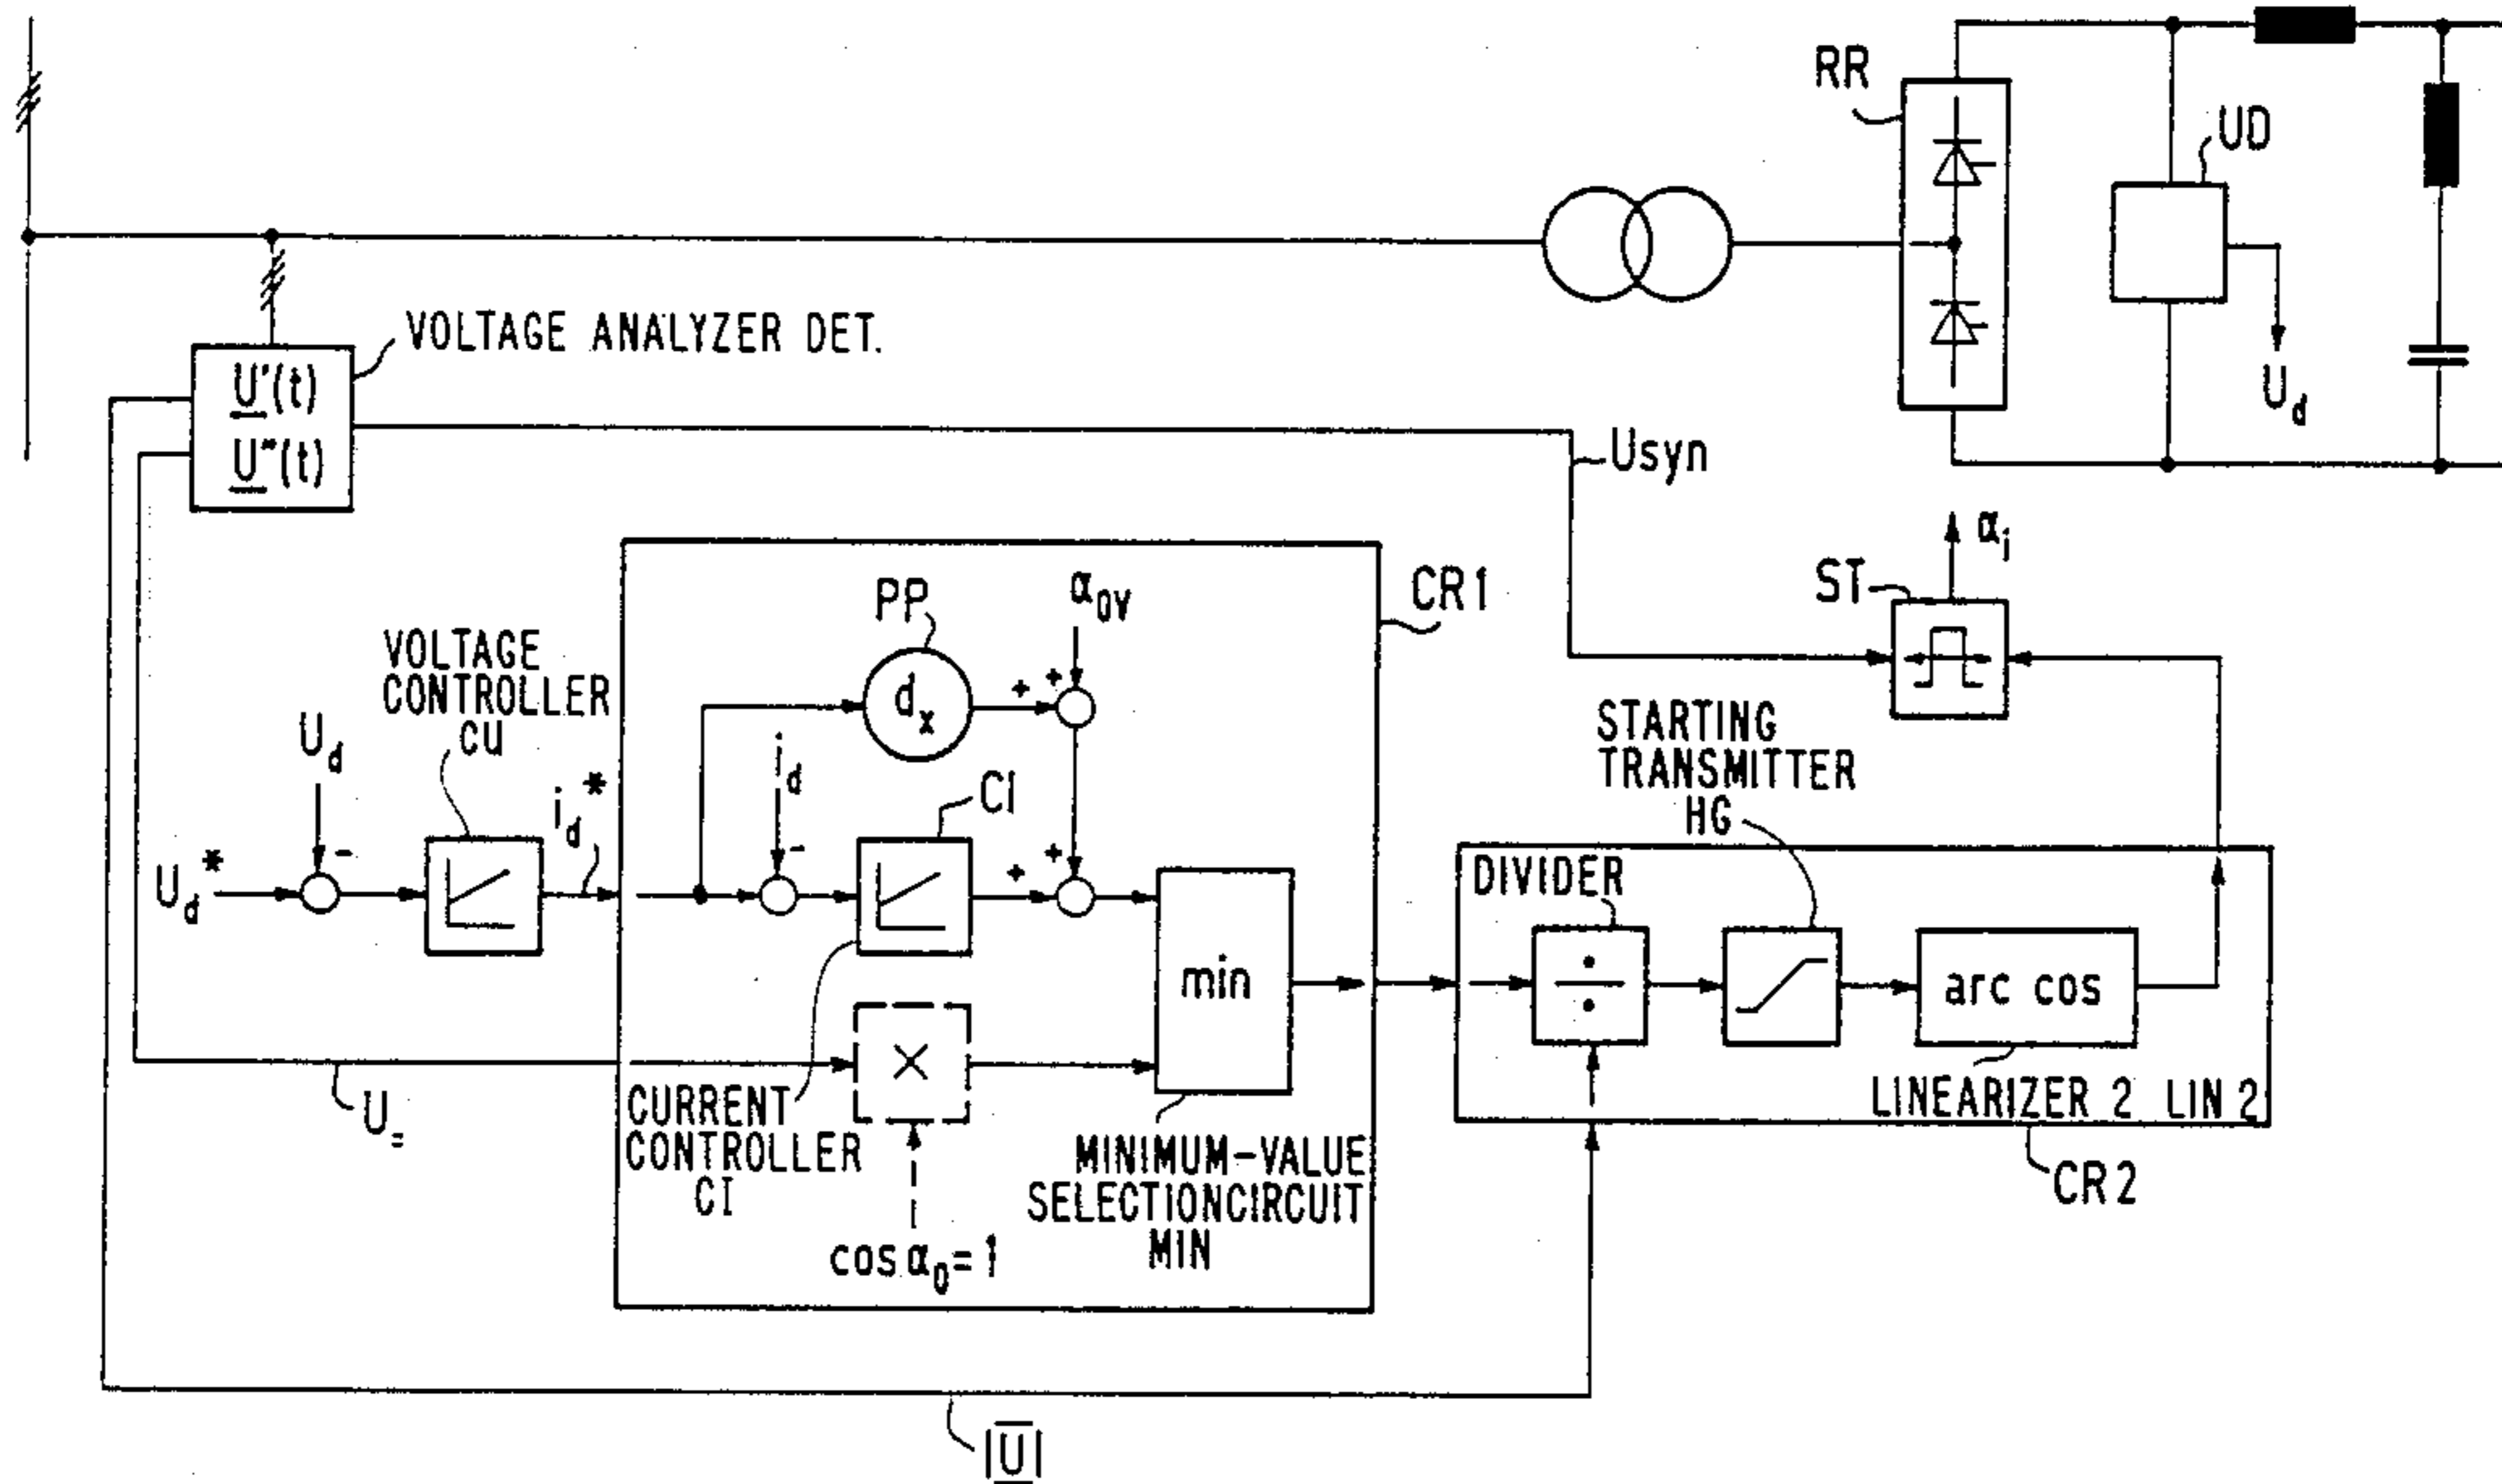 RR
UD
U_d
VOLTAGE ANALYZER DET.
U'(t)
U"(t)
Usyn
α_i
ST
CR1
PP
α_ov
d_x
VOLTAGE
CONTROLLER
CU
U_d
i_d*
i_d
CI
U_d*
STARTING
TRANSMITTER
HG
DIVIDER
÷
min
arc cos
×
LINEARIZER 2 LIN 2
CR2
U_=
CURRENT
CONTROLLER
CI
MINIMUM-VALUE
SELECTIONCIRCUIT
MIN
cos α_0=1
|U|